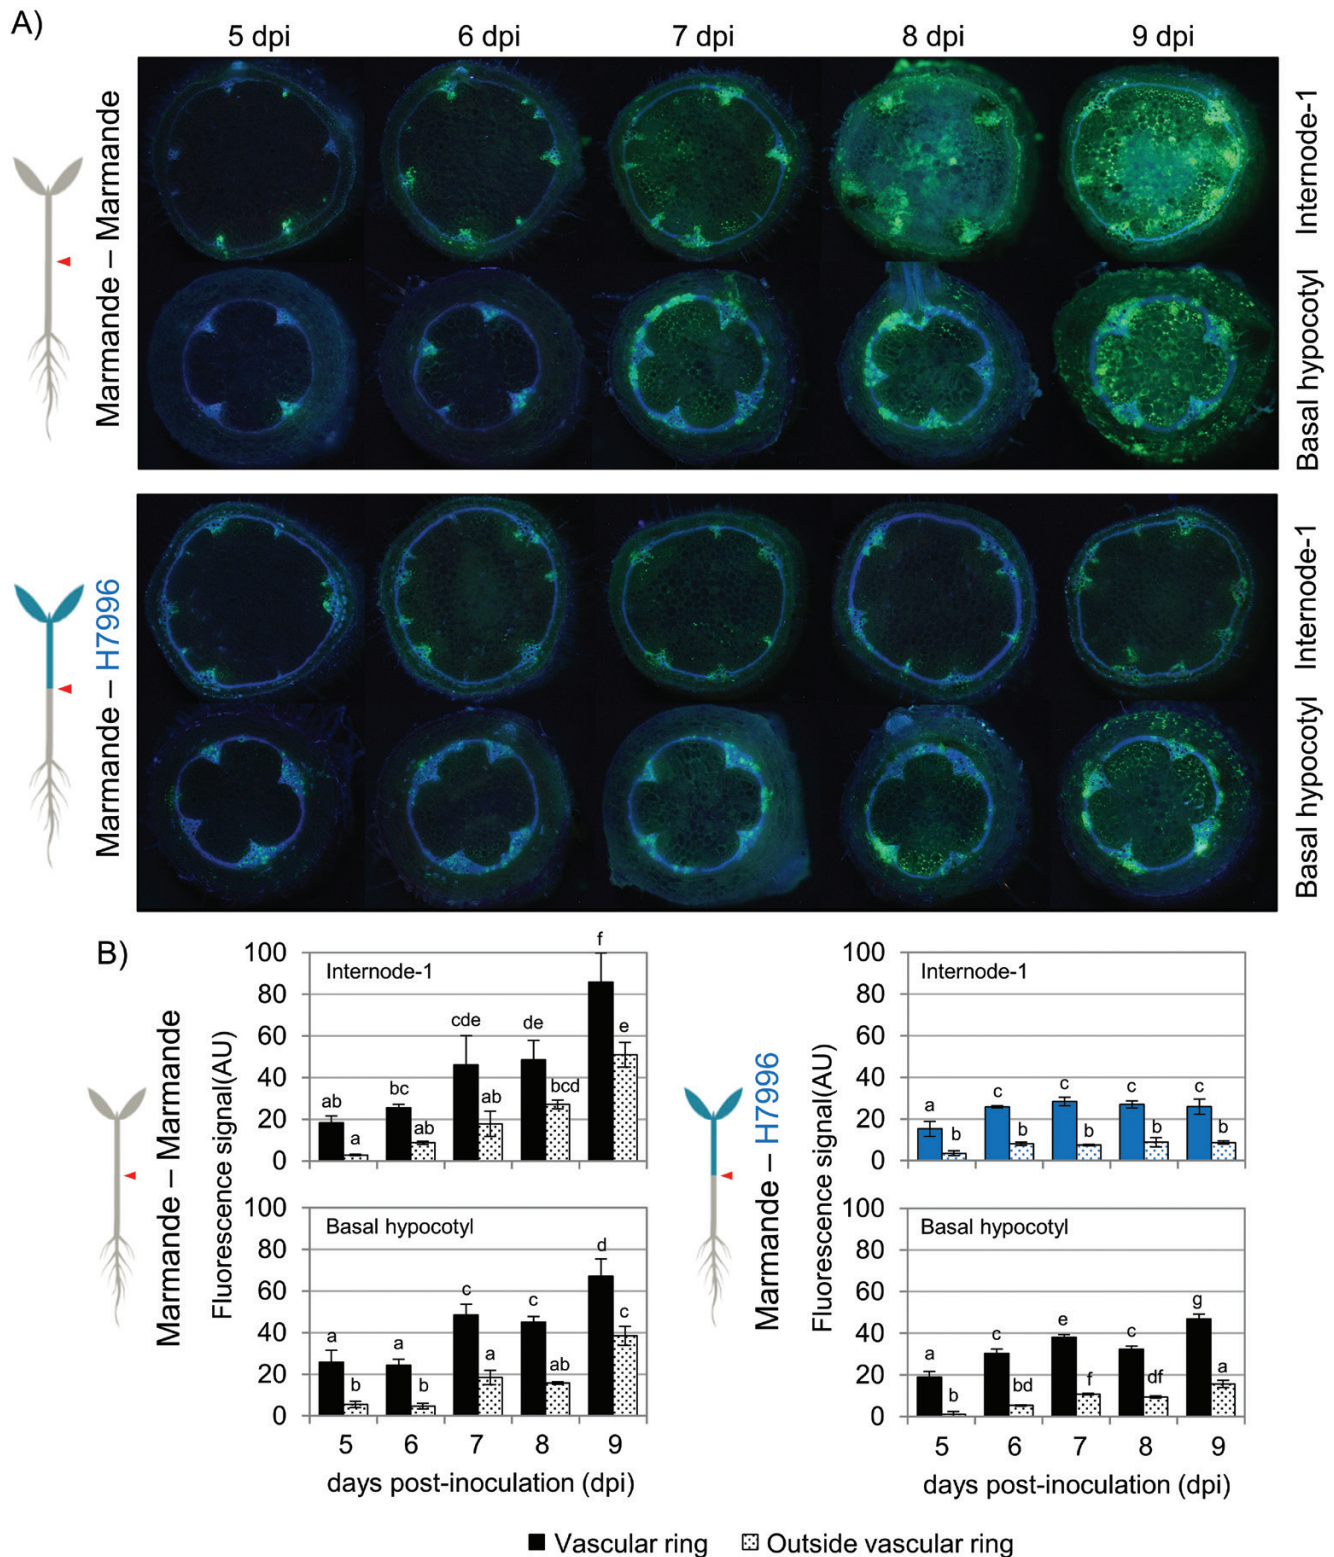 A)
5 dpi 6 dpi 7 dpi 8 dpi 9 dpi
Marmande – Marmande
Internode-1
Basal hypocotyl
Marmande – H7996
Internode-1
Basal hypocotyl
B)
Marmande – Marmande
Fluorescence signal(AU)
Internode-1
100
80
60
40
20
0
ab a bc ab cde ab de bcd f e
Basal hypocotyl
100
80
60
40
20
0
a b a b c a c ab d c
5 6 7 8 9
days post-inoculation (dpi)
Marmande – H7996
Fluorescence signal(AU)
Internode-1
100
80
60
40
20
0
a b c b c b c b c b
Basal hypocotyl
100
80
60
40
20
0
a b c bd e f c df g a
5 6 7 8 9
days post-inoculation (dpi)
Vascular ring Outside vascular ring